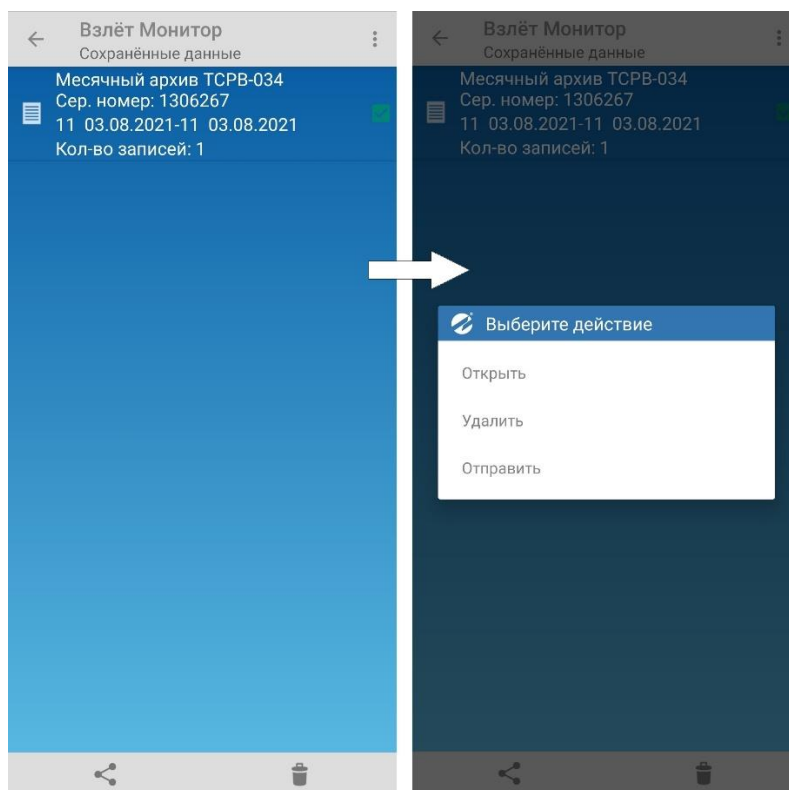 Взлёт Монитор
Сохранённые данные
Месячный архив ТСРВ-034
Сер. номер: 1306267
11 03.08.2021-11 03.08.2021
Кол-во записей: 1
Взлёт Монитор
Сохранённые данные
Месячный архив ТСРВ-034
Сер. номер: 1306267
11 03.08.2021-11 03.08.2021
Кол-во записей: 1
Выберите действие
Открыть
Удалить
Отправить